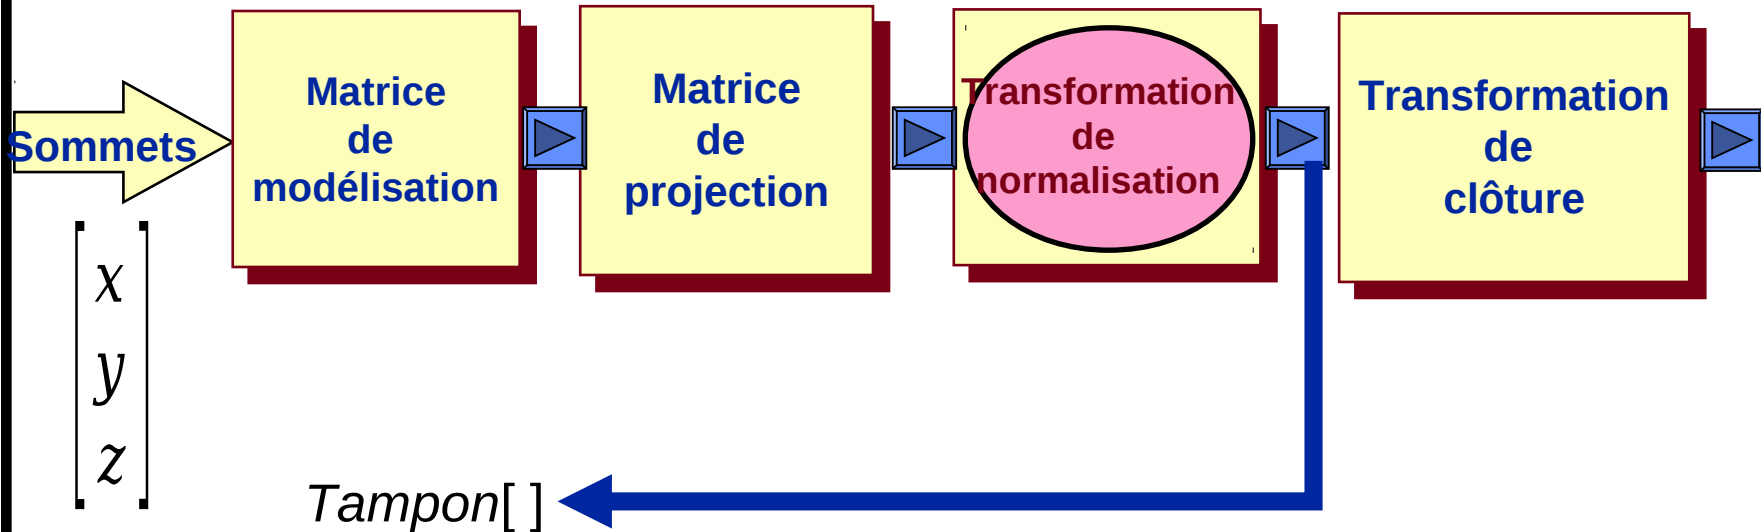 Sommets
Matrice
de
modélisation
Matrice
de
projection
Transformation
de
normalisation
Transformation
de
clôture
x
y
z
Tampon[ ]